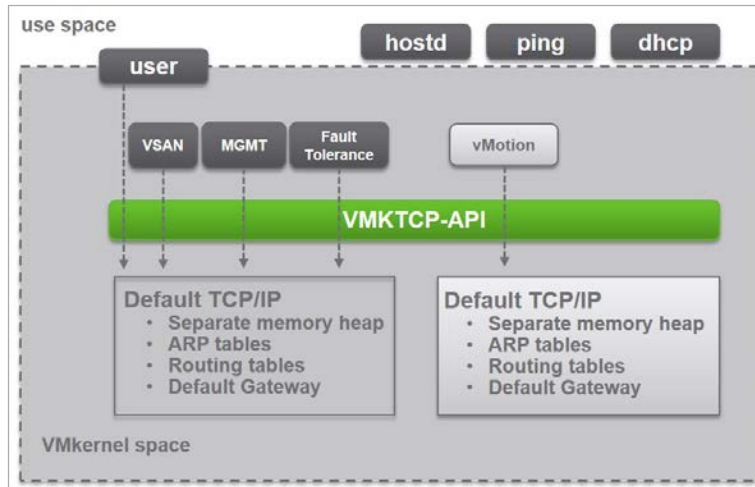 use space
hostd
ping
dhcp
user
VSAN
MGMT
Fault
Tolerance
vMotion
VMKTCP-API
Default TCP/IP
• Separate memory heap
• ARP tables
• Routing tables
• Default Gateway
Default TCP/IP
• Separate memory heap
• ARP tables
• Routing tables
• Default Gateway
VMkernel space